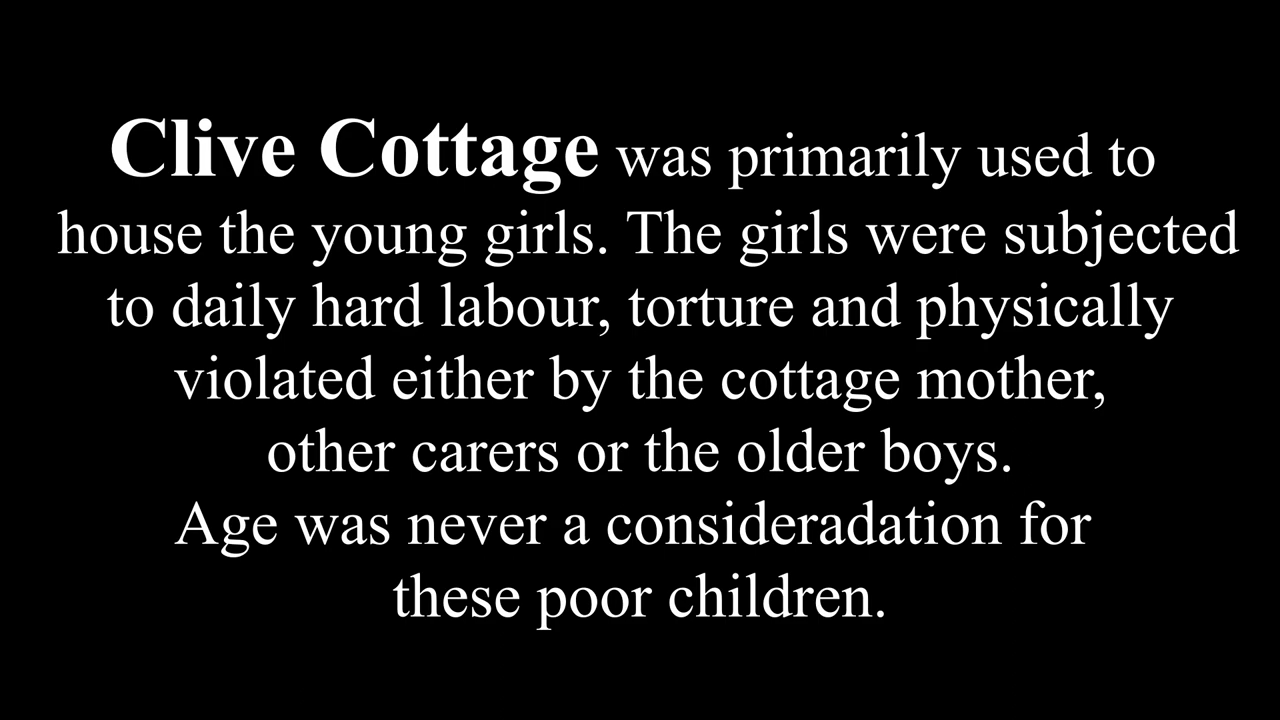 Clive Cottage was primarily used to
house the young girls. The girls were subjected
to daily hard labour, torture and physically
violated either by the cottage mother,
other carers or the older boys.
Age was never a consideradation for
these poor children.